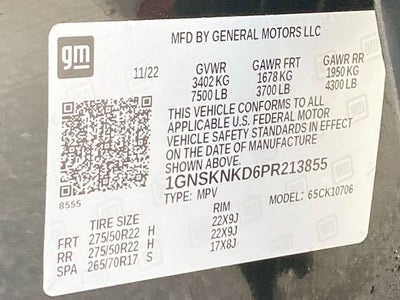 gm
MFD BY GENERAL MOTORS LLC
11/22 GVWR GAWR FRT GAWR RR
3402 KG 1678 KG 1950 KG
7500 LB 3700 LB 4300 LB
THIS VEHICLE CONFORMS TO ALL
APPLICABLE U.S. FEDERAL MOTOR
VEHICLE SAFETY STANDARDS IN EFFECT
ON THE DATE OF MANUFACTURE
SHOWN ABOVE.
1GNSKNKD6PR213855
8555
TYPE: MPV MODEL: 65CK10706
TIRE SIZE RIM
FRT 275/50R22 H 22X9J
RR 275/50R22 H 22X9J
SPA 265/70R17 S 17X8J